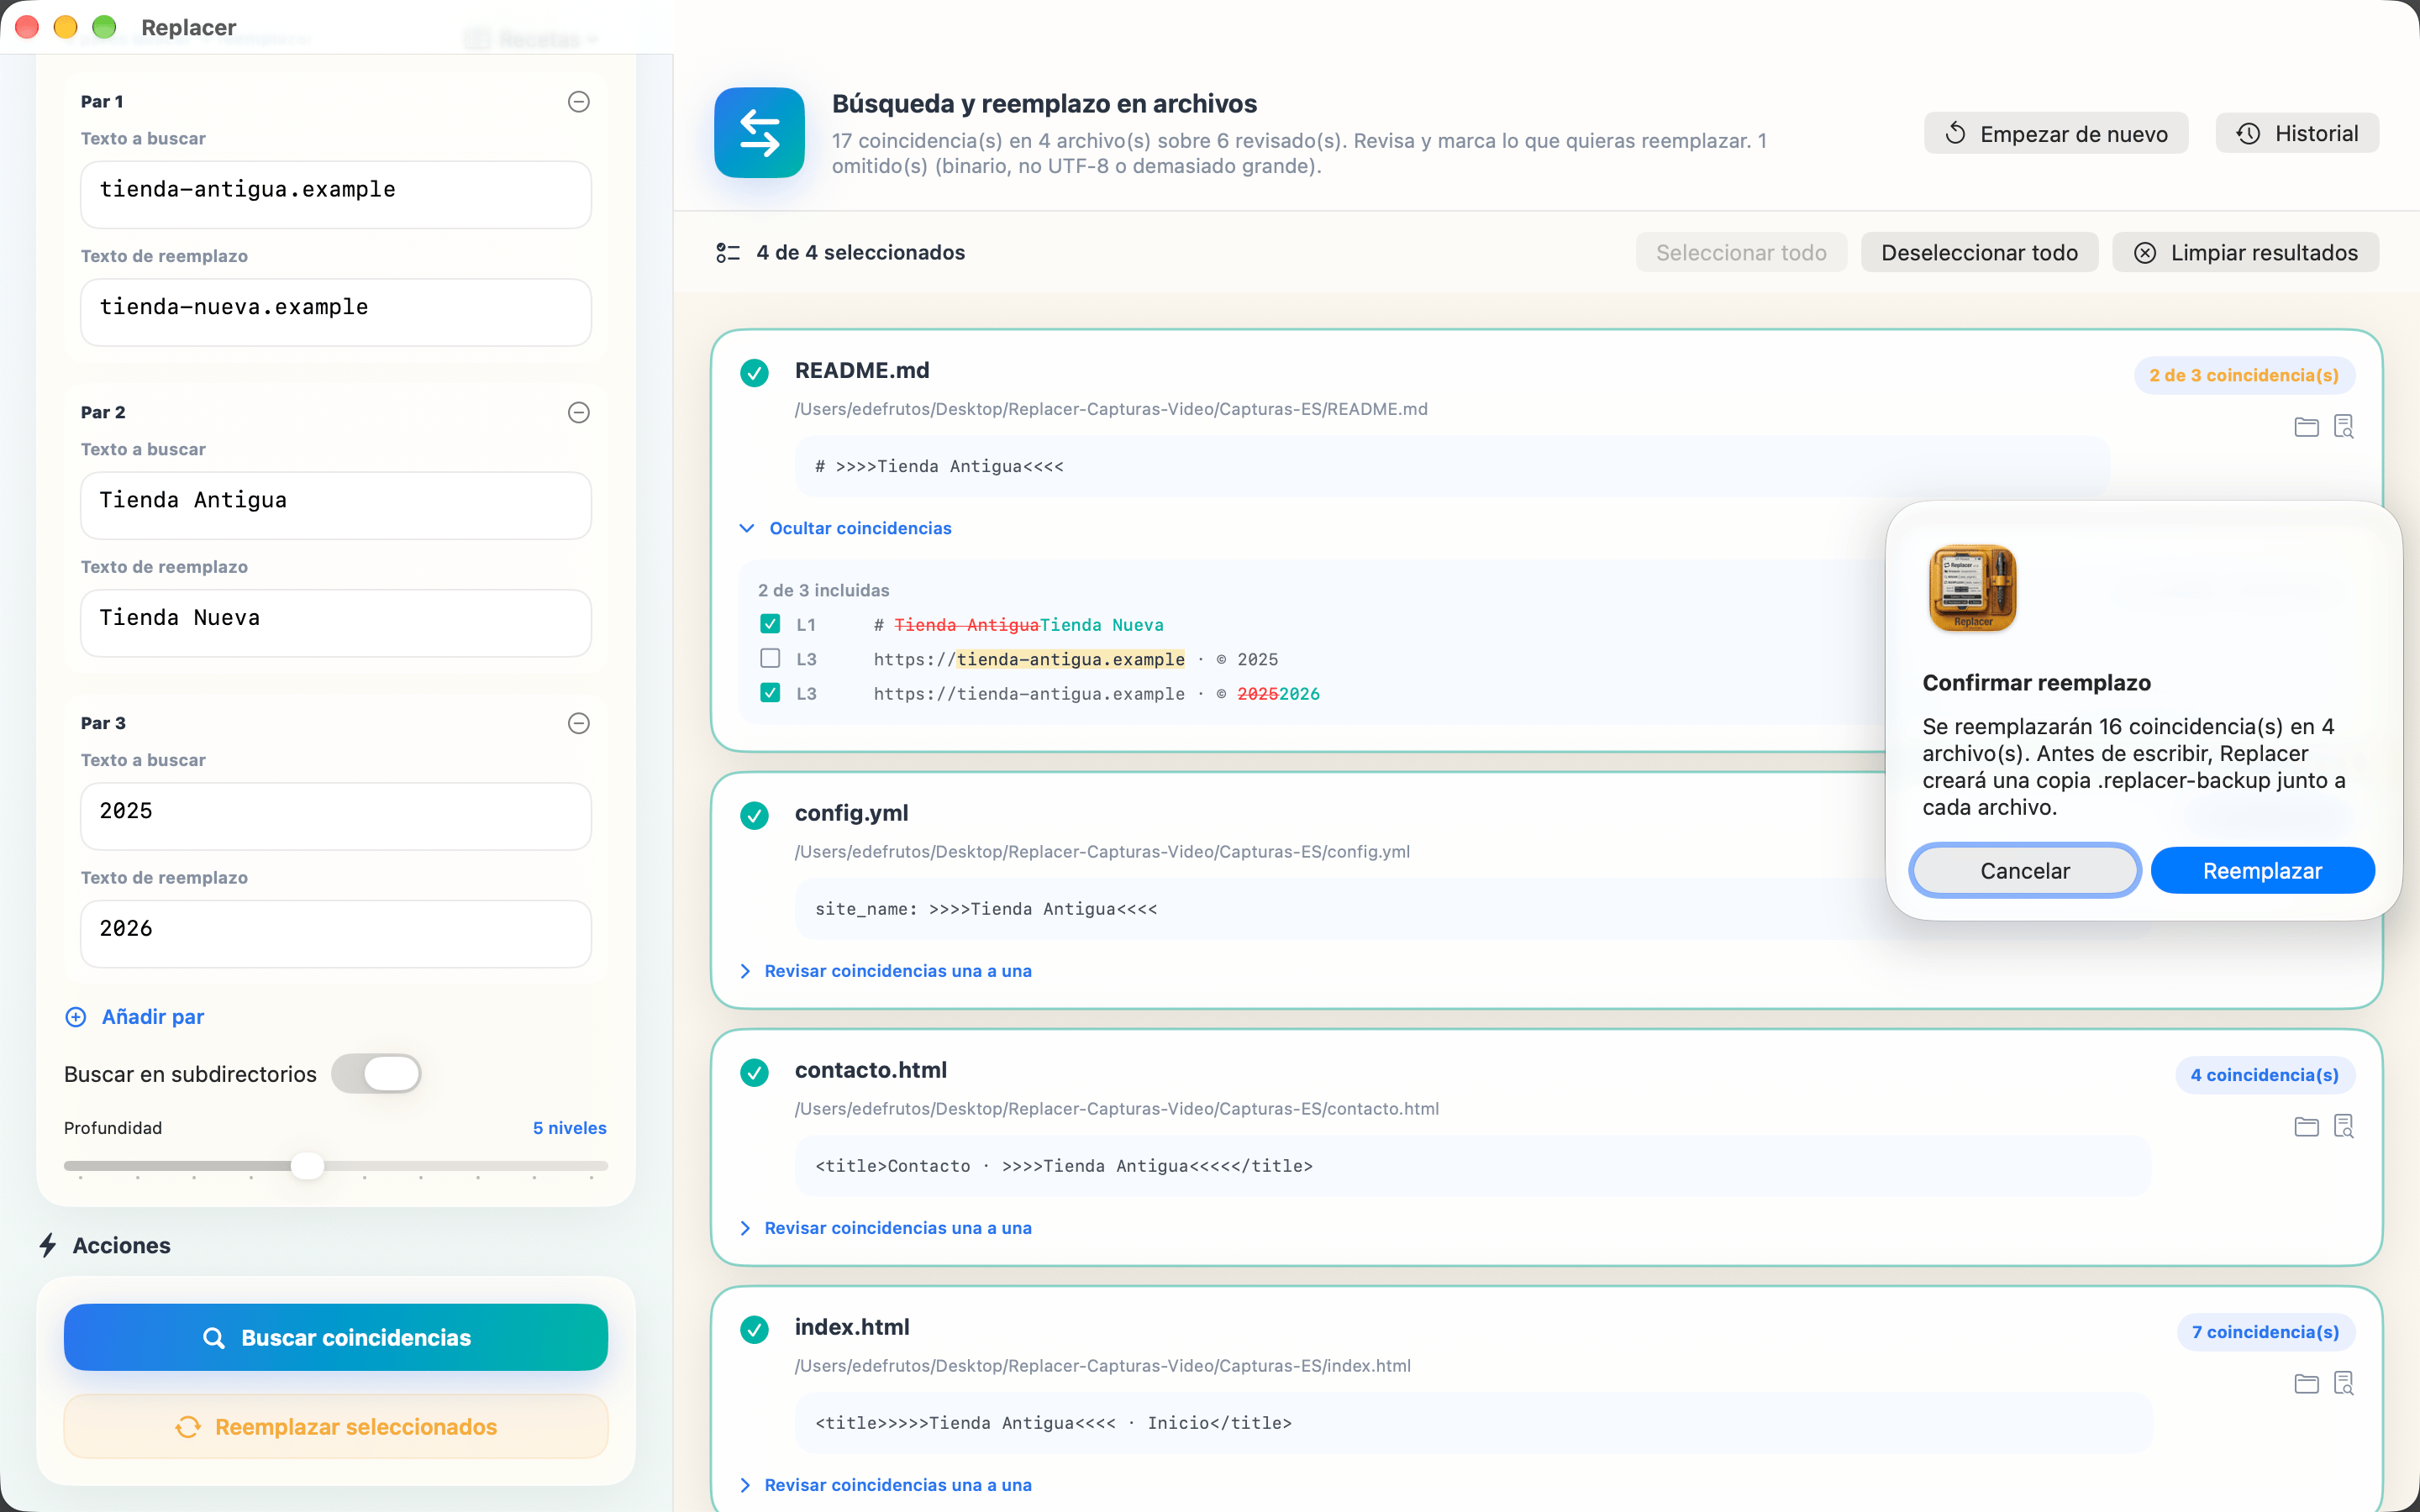 Replacer
Recetas
Par 1
Texto a buscar
tienda-antigua.example
Texto de reemplazo
tienda-nueva.example
Par 2
Texto a buscar
Tienda Antigua
Texto de reemplazo
Tienda Nueva
Par 3
Texto a buscar
2025
Texto de reemplazo
2026
Añadir par
Buscar en subdirectorios
Profundidad
5 niveles
Acciones
Buscar coincidencias
Reemplazar seleccionados
Búsqueda y reemplazo en archivos
17 coincidencia(s) en 4 archivo(s) sobre 6 revisado(s). Revisa y marca lo que quieras reemplazar. 1
omitido(s) (binario, no UTF-8 o demasiado grande).
Empezar de nuevo
Historial
4 de 4 seleccionados
Seleccionar todo
Deseleccionar todo
Limpiar resultados
README.md
2 de 3 coincidencia(s)
/Users/edefrutos/Desktop/Replacer-Capturas-Video/Capturas-ES/README.md
# >>>>Tienda Antigua<<<<
Ocultar coincidencias
2 de 3 incluidas
L1 # Tienda AntiguaTienda Nueva
L3 https://tienda-antigua.example · © 2025
L3 https://tienda-antigua.example · © 20252026
config.yml
/Users/edefrutos/Desktop/Replacer-Capturas-Video/Capturas-ES/config.yml
site_name: >>>>Tienda Antigua<<<<
Revisar coincidencias una a una
contacto.html
4 coincidencia(s)
/Users/edefrutos/Desktop/Replacer-Capturas-Video/Capturas-ES/contacto.html
<title>Contacto · >>>>Tienda Antigua<<<<</title>
Revisar coincidencias una a una
index.html
7 coincidencia(s)
/Users/edefrutos/Desktop/Replacer-Capturas-Video/Capturas-ES/index.html
<title>>>>>Tienda Antigua<<<< · Inicio</title>
Revisar coincidencias una a una
Replacer
Confirmar reemplazo
Se reemplazarán 16 coincidencia(s) en 4
archivo(s). Antes de escribir, Replacer
creará una copia .replacer-backup junto a
cada archivo.
Cancelar
Reemplazar